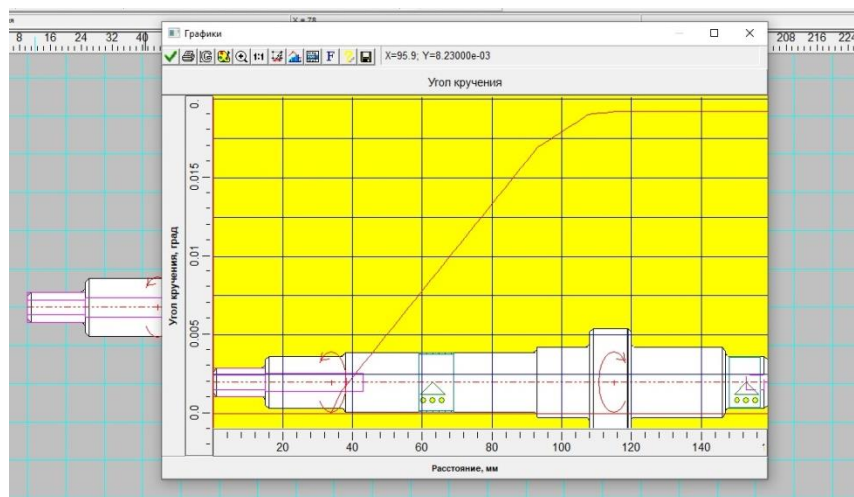 X = 78
8 16 24 32 40
208 216 224
Графики
1:1 F X=95.9; Y=8.23000e-03
Угол кручения
Угол кручения, град
0.
0.015
0.01
0.005
0.0
20 40 60 80 100 120 140
Расстояние, мм